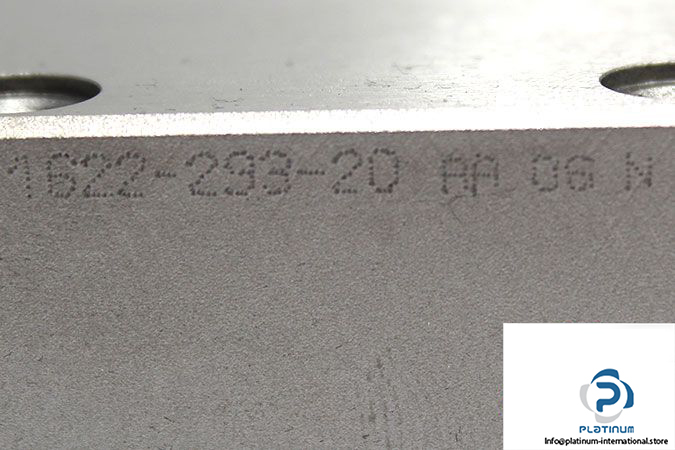 1622-293-20 AA 06 N
PLATINUM
Info@platinum-international.store